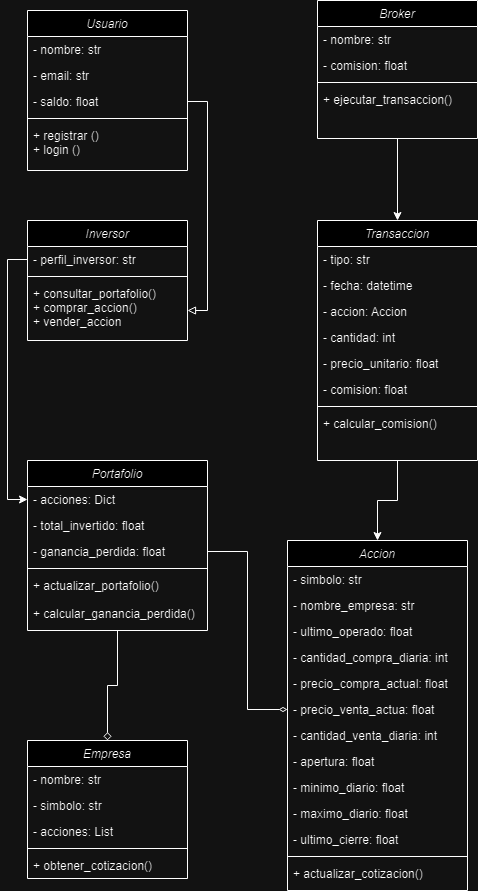 Usuario
- nombre: str
- email: str
- saldo: float
+ registrar ()
+ login ()
Broker
- nombre: str
- comision: float
+ ejecutar_transaccion()
Inversor
- perfil_inversor: str
+ consultar_portafolio()
+ comprar_accion()
+ vender_accion
Transaccion
- tipo: str
- fecha: datetime
- accion: Accion
- cantidad: int
- precio_unitario: float
- comision: float
+ calcular_comision()
Portafolio
- acciones: Dict
- total_invertido: float
- ganancia_perdida: float
+ actualizar_portafolio()
+ calcular_ganancia_perdida()
Accion
- simbolo: str
- nombre_empresa: str
- ultimo_operado: float
- cantidad_compra_diaria: int
- precio_compra_actual: float
- precio_venta_actua: float
- cantidad_venta_diaria: int
- apertura: float
- minimo_diario: float
- maximo_diario: float
- ultimo_cierre: float
+ actualizar_cotizacion()
Empresa
- nombre: str
- simbolo: str
- acciones: List
+ obtener_cotizacion()